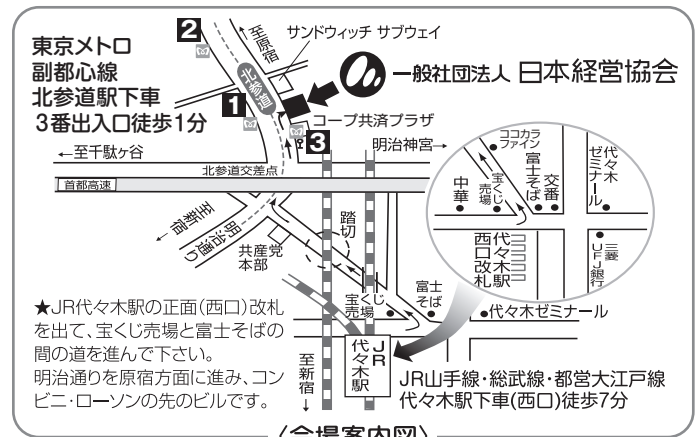 東京メトロ
副都心線
北参道駅下車
3番出入口徒歩1分
2
至原宿
サンドウィッチ サブウェイ
北参道
一般社団法人 日本経営協会
1
コープ共済プラザ
3
←至千駄ヶ谷
明治神宮→
北参道交差点
首都高速
至新宿
明治通り
共産党
本部
踏切
宝くじ
売場
富士
そば
代々木ゼミナール
ココカラ
ファイン
中華
宝くじ
売場
富士そば
交番
代々木
ゼミナール
代々木駅
西口改札
三菱
UFJ銀行
★JR代々木駅の正面(西口)改札
を出て、宝くじ売場と富士そばの
間の道を進んで下さい。
明治通りを原宿方面に進み、コン
ビニ・ローソンの先のビルです。
至新宿
JR
代々木駅
JR山手線・総武線・都営大江戸線
代々木駅下車(西口)徒歩7分
〈会場案内図〉